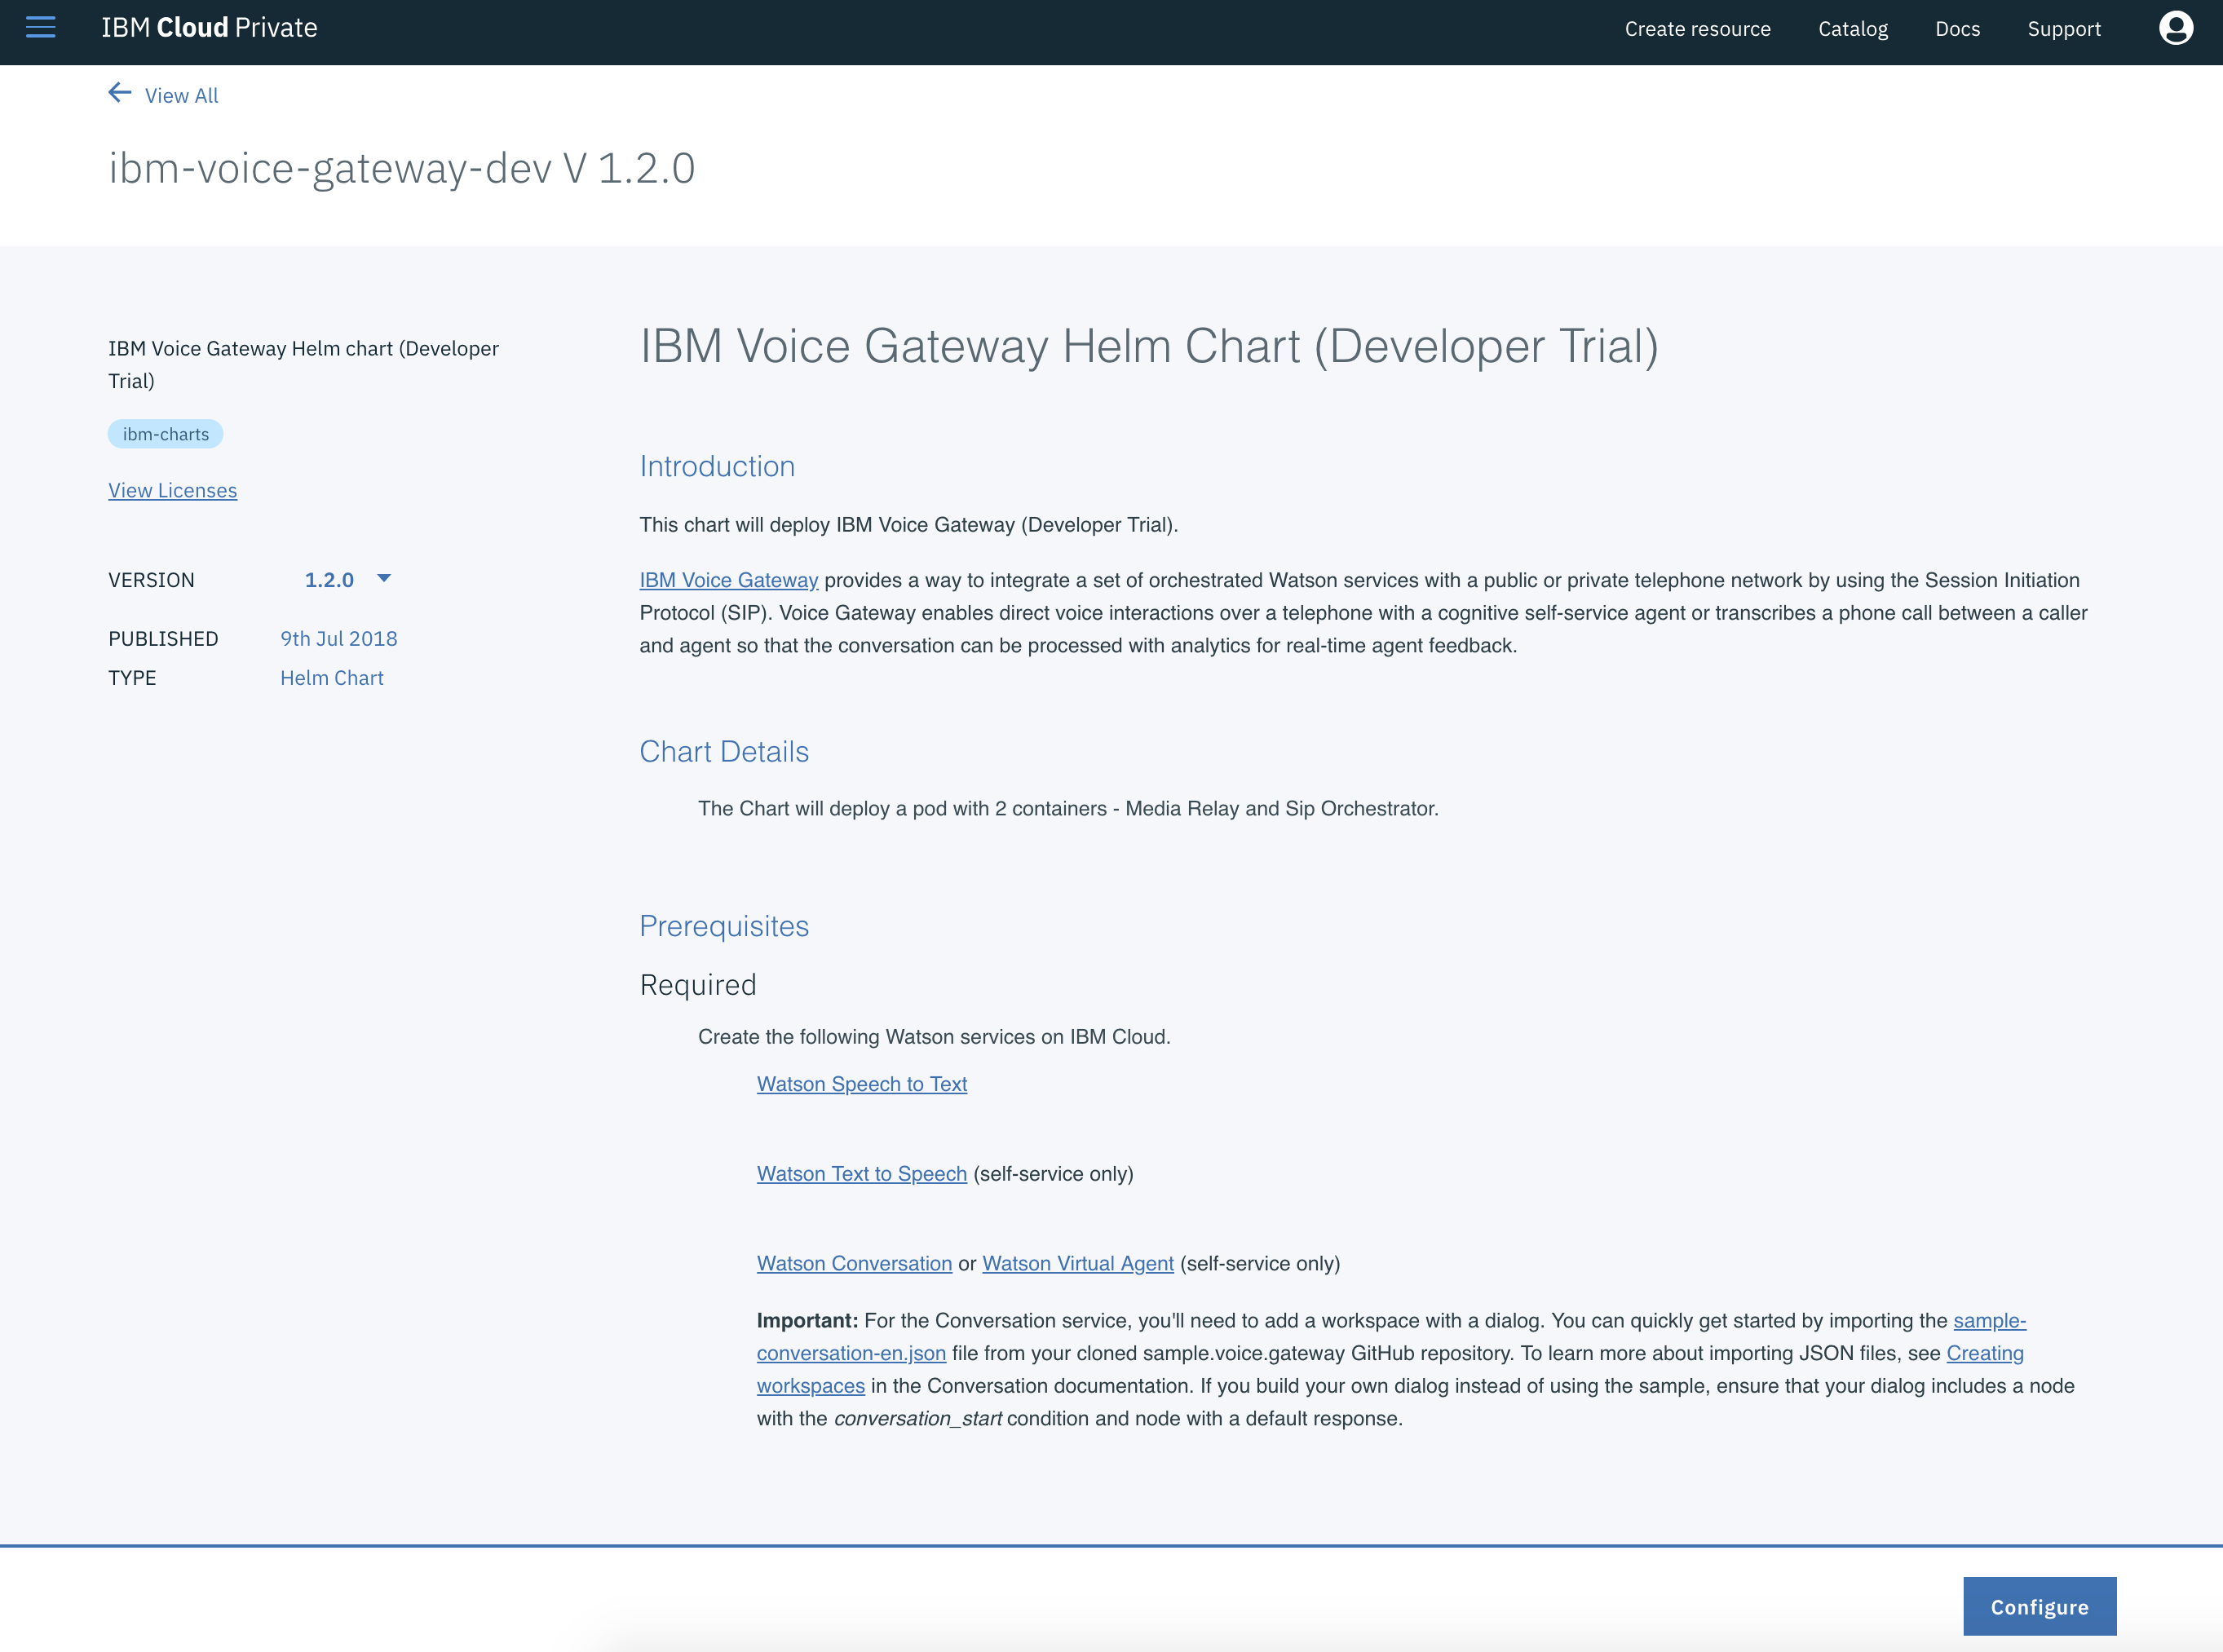 IBM Cloud Private
Create resource
Catalog
Docs
Support
View All
ibm-voice-gateway-dev V 1.2.0
IBM Voice Gateway Helm chart (Developer
Trial)
ibm-charts
View Licenses
VERSION 1.2.0
PUBLISHED 9th Jul 2018
TYPE Helm Chart
IBM Voice Gateway Helm Chart (Developer Trial)
Introduction
This chart will deploy IBM Voice Gateway (Developer Trial).
IBM Voice Gateway provides a way to integrate a set of orchestrated Watson services with a public or private telephone network by using the Session Initiation
Protocol (SIP). Voice Gateway enables direct voice interactions over a telephone with a cognitive self-service agent or transcribes a phone call between a caller
and agent so that the conversation can be processed with analytics for real-time agent feedback.
Chart Details
The Chart will deploy a pod with 2 containers - Media Relay and Sip Orchestrator.
Prerequisites
Required
Create the following Watson services on IBM Cloud.
Watson Speech to Text
Watson Text to Speech (self-service only)
Watson Conversation or Watson Virtual Agent (self-service only)
Important: For the Conversation service, you'll need to add a workspace with a dialog. You can quickly get started by importing the sample-
conversation-en.json file from your cloned sample.voice.gateway GitHub repository. To learn more about importing JSON files, see Creating
workspaces in the Conversation documentation. If you build your own dialog instead of using the sample, ensure that your dialog includes a node
with the conversation_start condition and node with a default response.
Configure